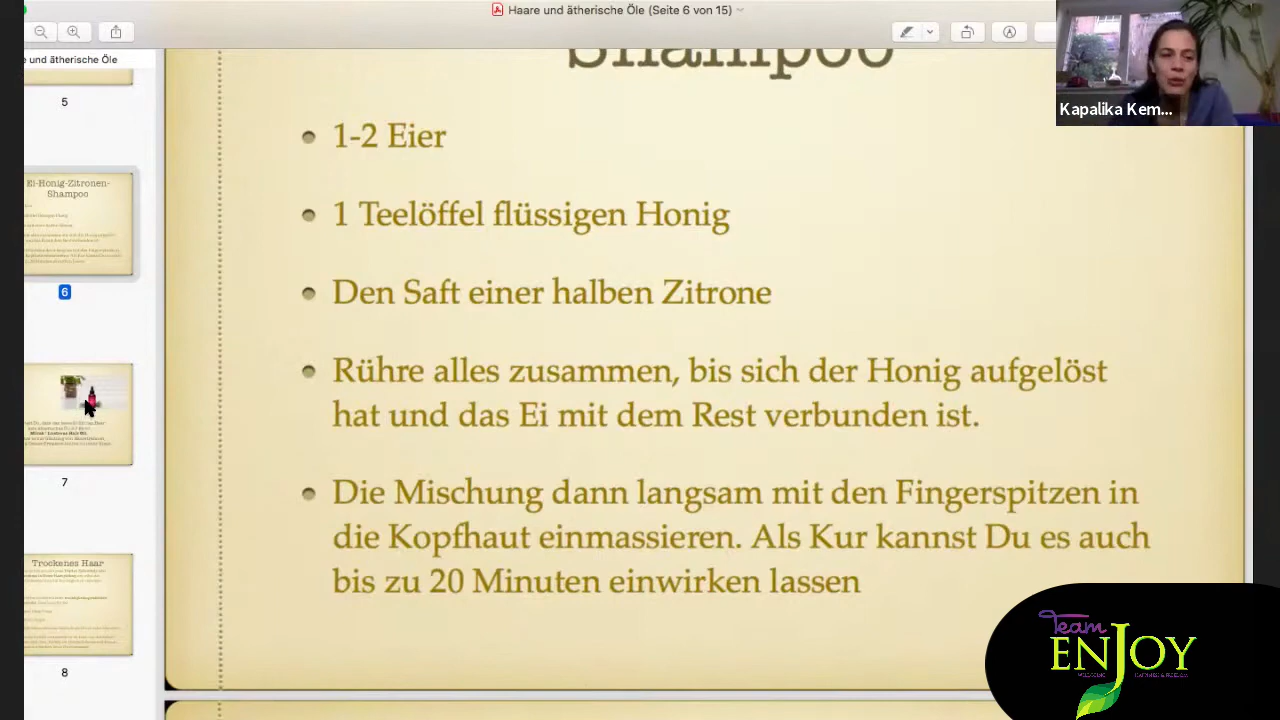 Haare und ätherische Öle (Seite 6 von 15)
e und ätherische Öle
5
Ei-Honig-Zitronen-
Shampoo
6
7
Trockenes Haar
8
Shampoo
1-2 Eier
1 Teelöffel flüssigen Honig
Den Saft einer halben Zitrone
Rühre alles zusammen, bis sich der Honig aufgelöst
hat und das Ei mit dem Rest verbunden ist.
Die Mischung dann langsam mit den Fingerspitzen in
die Kopfhaut einmassieren. Als Kur kannst Du es auch
bis zu 20 Minuten einwirken lassen
Kapalika Kem...
Team
ENJOY